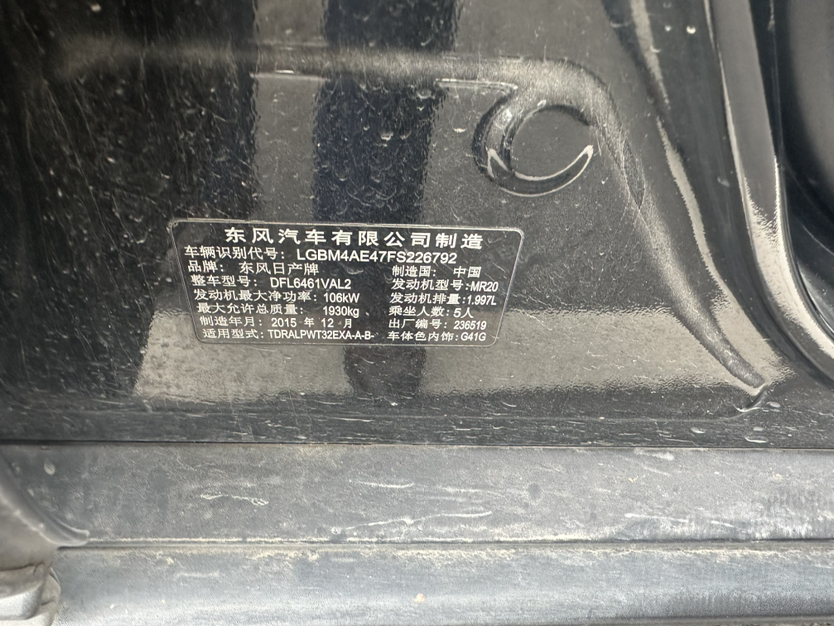 东风汽车有限公司制造
车辆识别代号: LGBM4AE47FS226792
品牌: 东风日产牌 制造国: 中国
整车型号: DFL6461VAL2 发动机型号:MR20
发动机最大净功率: 106kW 发动机排量:1.997L
最大允许总质量: 1930kg 乘坐人数:5人
制造年月: 2015 年 12 月 出厂编号:236519
适用型式:TDRALPWT32EXA-A-B- 车体色内饰:G41G